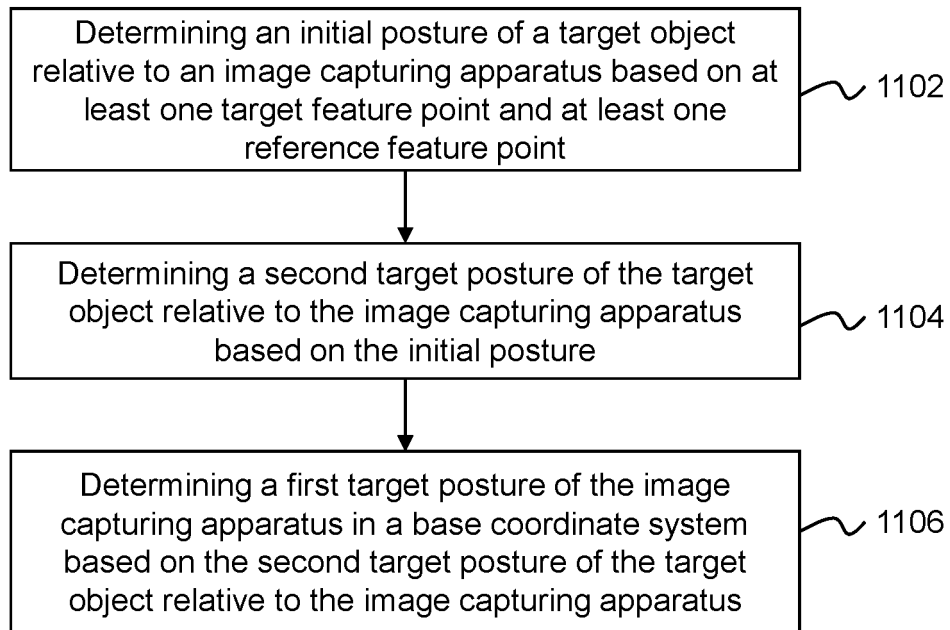 Determining an initial posture of a target object
relative to an image capturing apparatus based on at
least one target feature point and at least one
reference feature point
1102
Determining a second target posture of the target
object relative to the image capturing apparatus
based on the initial posture
1104
Determining a first target posture of the image
capturing apparatus in a base coordinate system
based on the second target posture of the target
object relative to the image capturing apparatus
1106